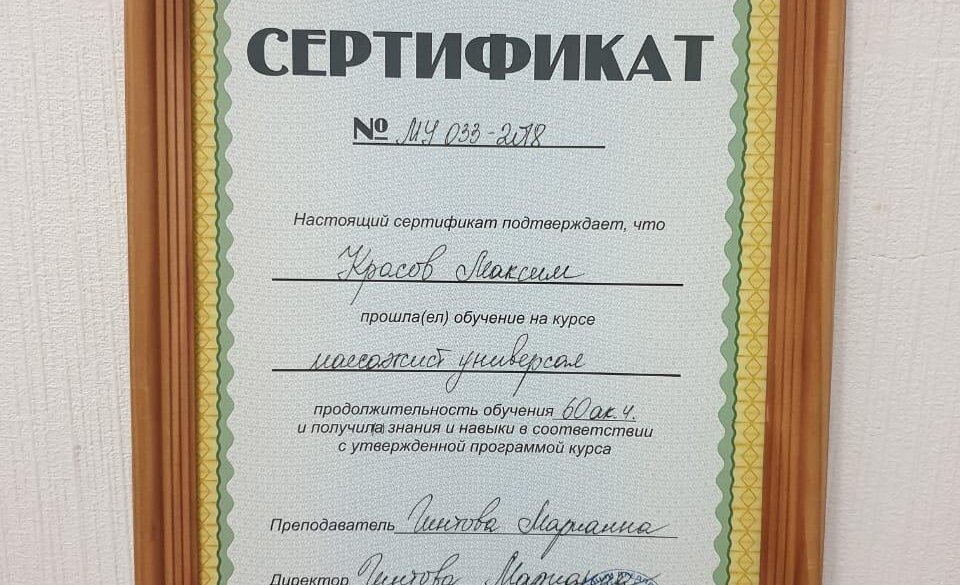 СЕРТИФИКАТ
№ МУ 033-2018
Настоящий сертификат подтверждает, что
Красов Максим
прошла(ел) обучение на курсе
массажист универсал
продолжительность обучения 60 ак.ч.
и получил(а) знания и навыки в соответствии
с утвержденной программой курса
Преподаватель Гинтова Марианна
Директор Гинтова Марианна